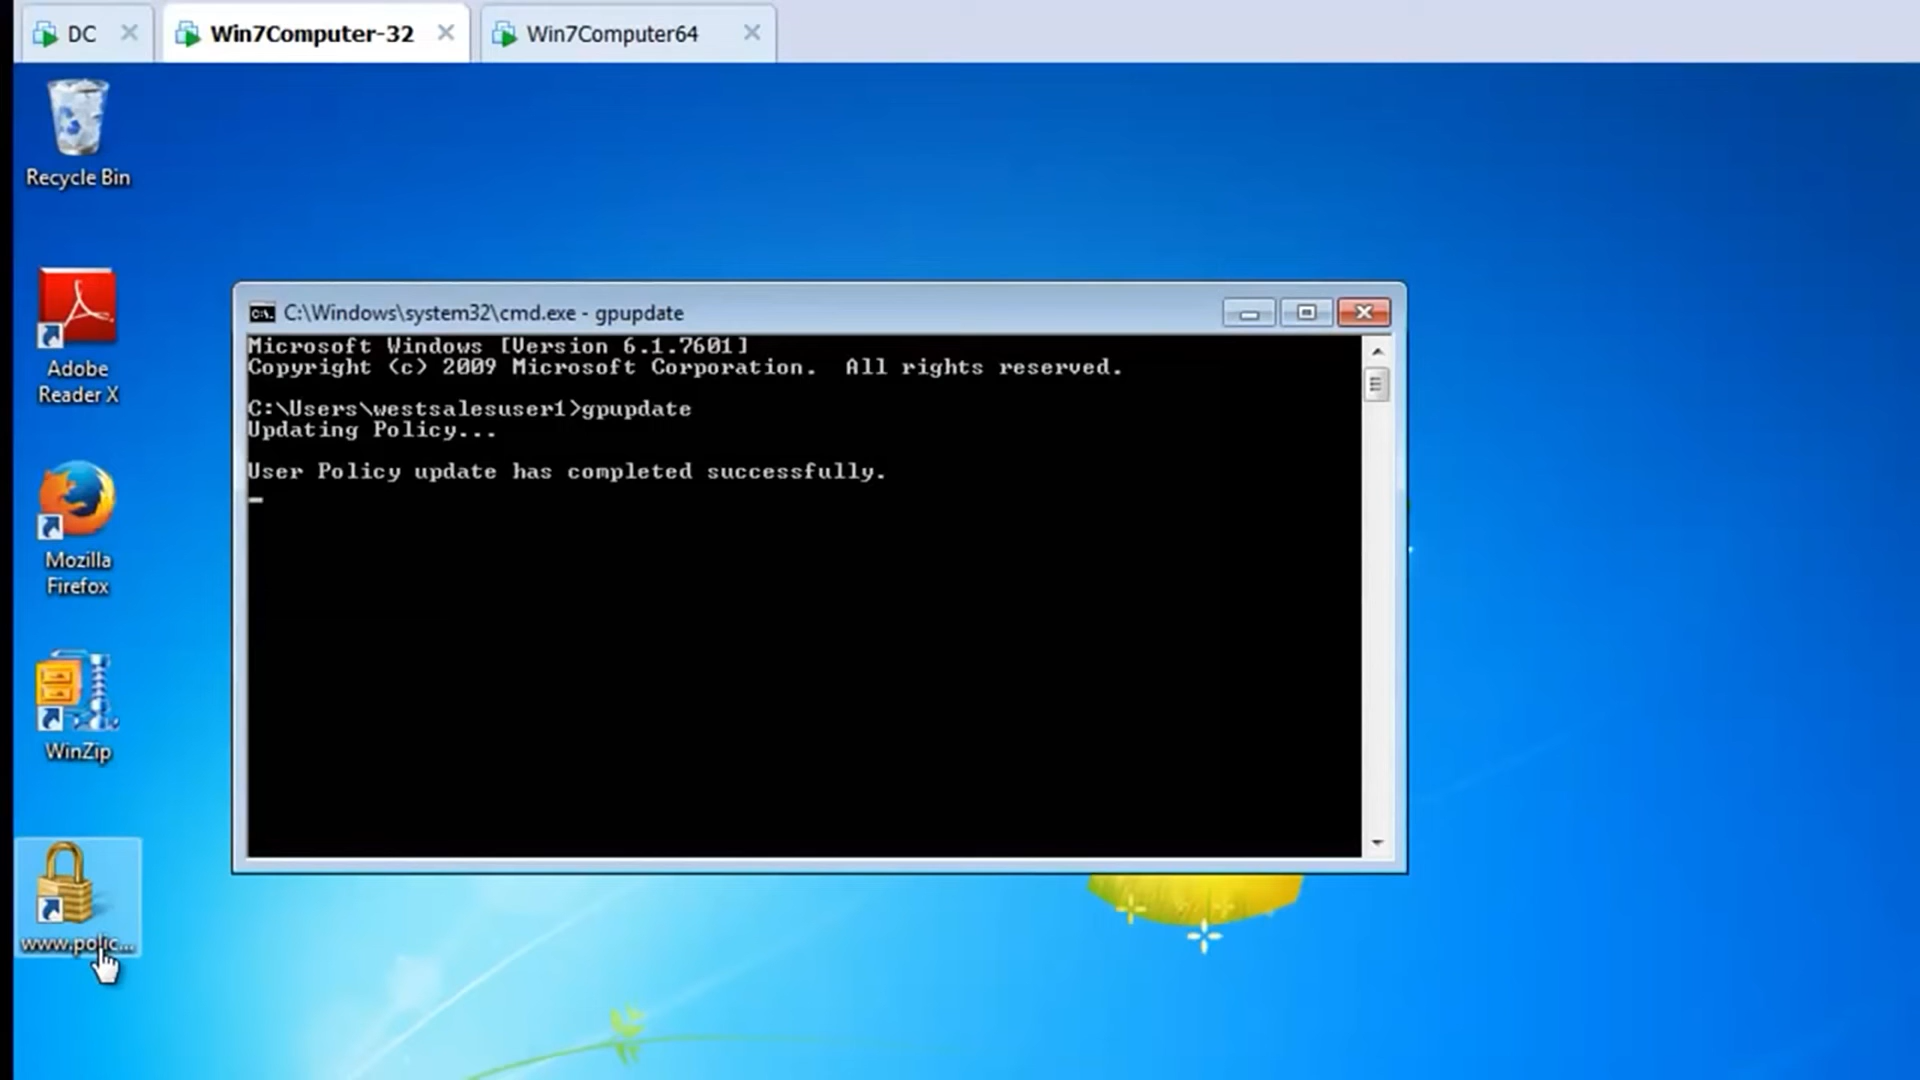 DC
Win7Computer-32
Win7Computer64
Recycle Bin
Adobe
Reader X
Mozilla
Firefox
WinZip
www.polic...
C:\Windows\system32\cmd.exe - gpupdate
Microsoft Windows [Version 6.1.7601]
Copyright (c) 2009 Microsoft Corporation.  All rights reserved.
C:\Users\westsalesuser1>gpupdate
Updating Policy...
User Policy update has completed successfully.